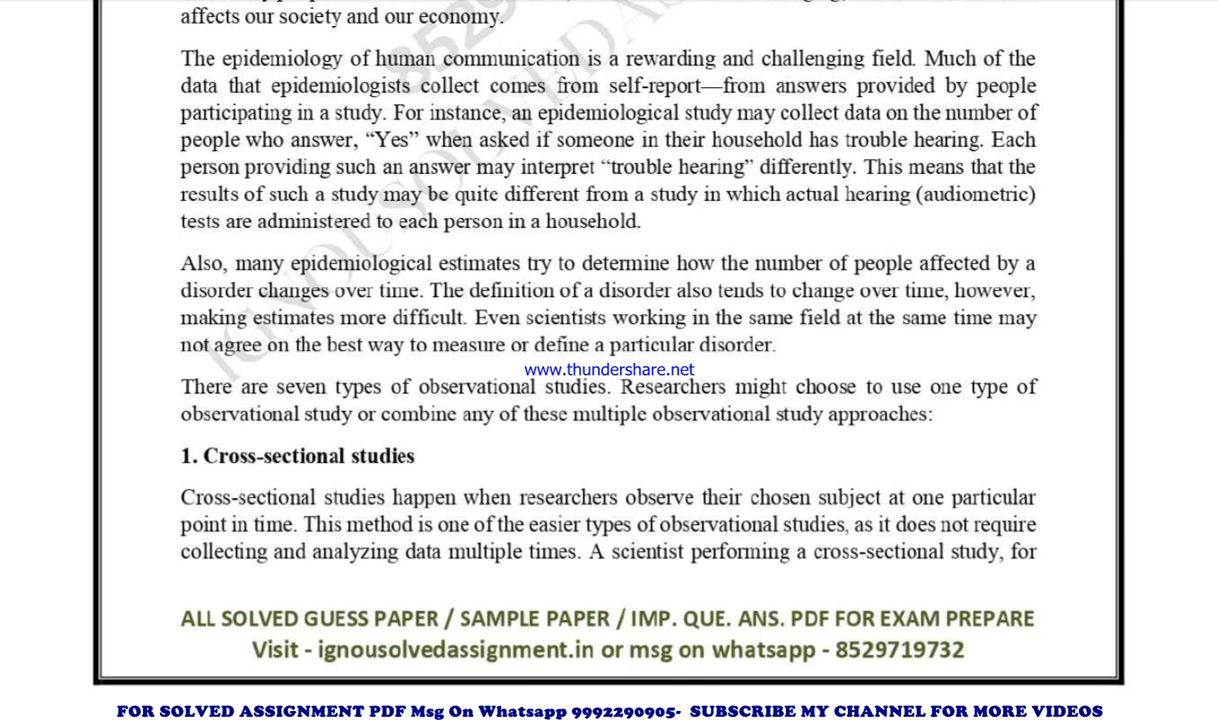 affects our society and our economy.
The epidemiology of human communication is a rewarding and challenging field. Much of the
data that epidemiologists collect comes from self-report—from answers provided by people
participating in a study. For instance, an epidemiological study may collect data on the number of
people who answer, “Yes” when asked if someone in their household has trouble hearing. Each
person providing such an answer may interpret “trouble hearing” differently. This means that the
results of such a study may be quite different from a study in which actual hearing (audiometric)
tests are administered to each person in a household.
Also, many epidemiological estimates try to determine how the number of people affected by a
disorder changes over time. The definition of a disorder also tends to change over time, however,
making estimates more difficult. Even scientists working in the same field at the same time may
not agree on the best way to measure or define a particular disorder.
www.thundershare.net
There are seven types of observational studies. Researchers might choose to use one type of
observational study or combine any of these multiple observational study approaches:
1. Cross-sectional studies
Cross-sectional studies happen when researchers observe their chosen subject at one particular
point in time. This method is one of the easier types of observational studies, as it does not require
collecting and analyzing data multiple times. A scientist performing a cross-sectional study, for
ALL SOLVED GUESS PAPER / SAMPLE PAPER / IMP. QUE. ANS. PDF FOR EXAM PREPARE
Visit - ignousolvedassignment.in or msg on whatsapp - 8529719732
FOR SOLVED ASSIGNMENT PDF Msg On Whatsapp 9992290905- SUBSCRIBE MY CHANNEL FOR MORE VIDEOS